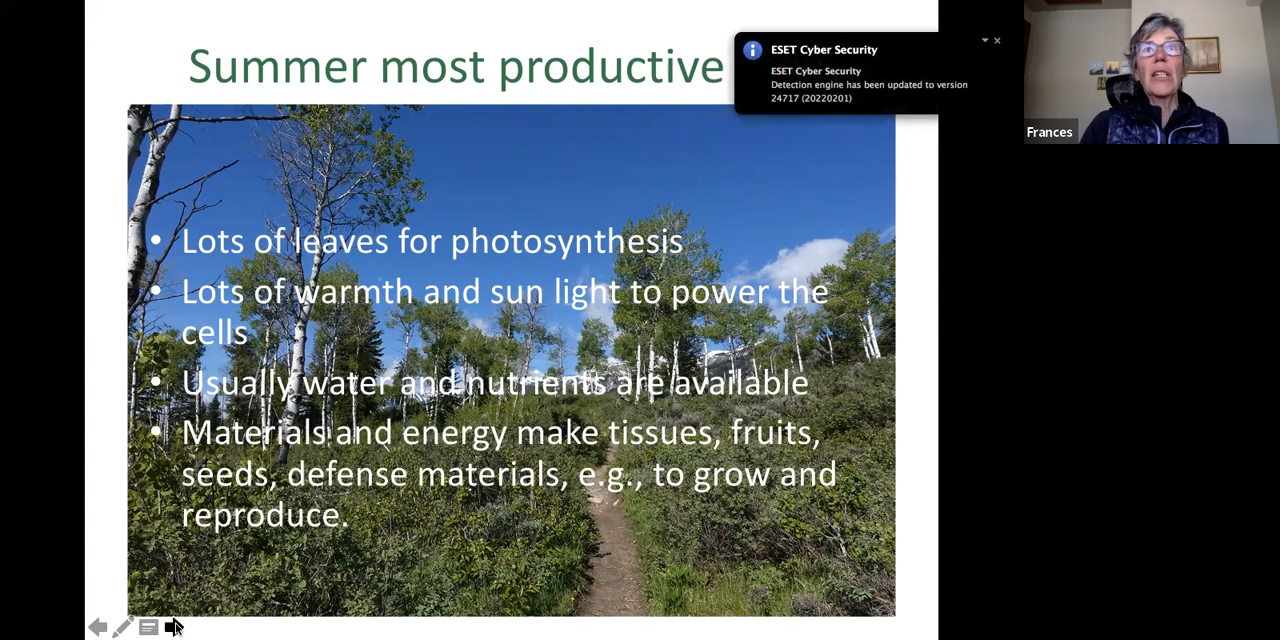 Summer most productive
ESET Cyber Security
ESET Cyber Security
Detection engine has been updated to version
24717 (20220201)
Frances
• Lots of leaves for photosynthesis
• Lots of warmth and sun light to power the
cells
• Usually water and nutrients are available
• Materials and energy make tissues, fruits,
seeds, defense materials, e.g., to grow and
reproduce.